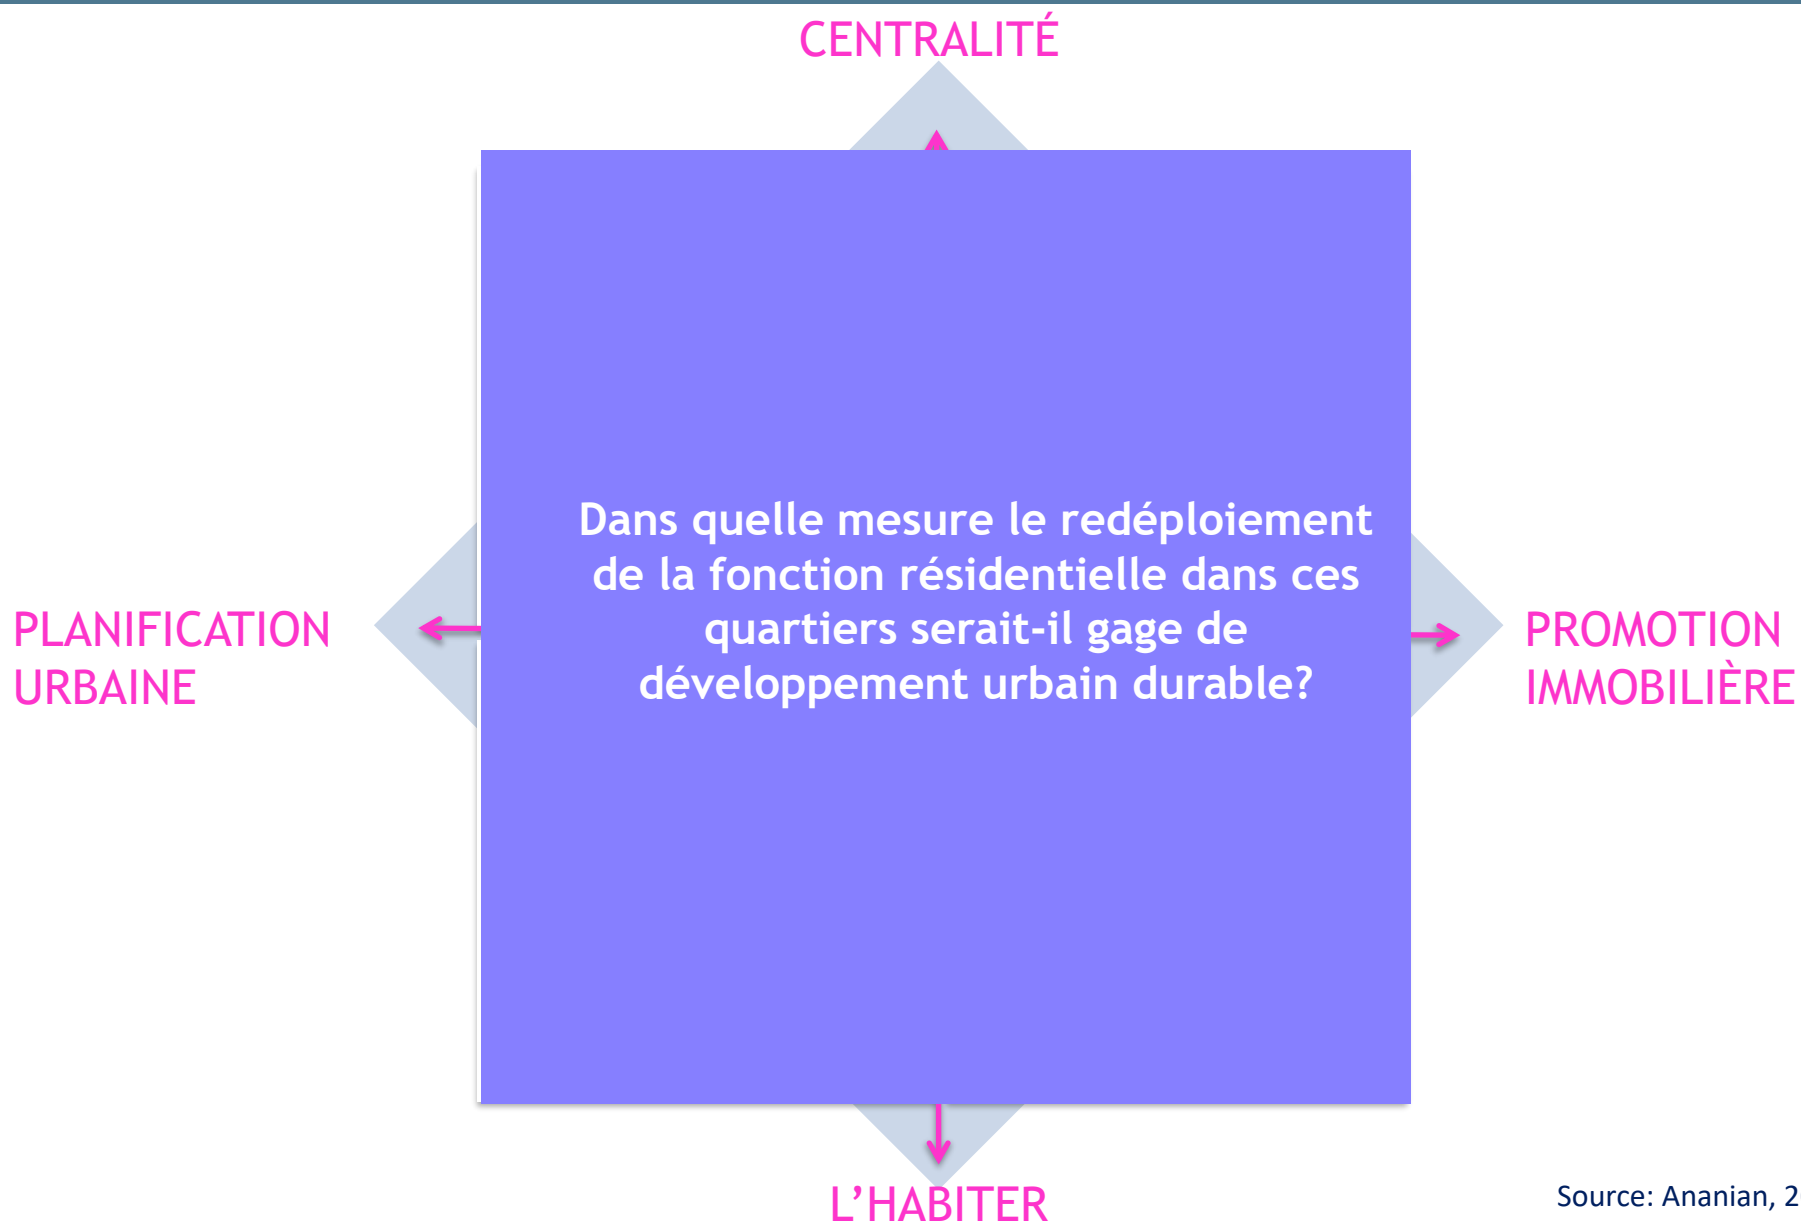 CENTRALITÉ
Dans quelle mesure le redéploiement
de la fonction résidentielle dans ces
quartiers serait-il gage de
développement urbain durable?
PLANIFICATION
URBAINE
PROMOTION
IMMOBILIÈRE
L’HABITER
Source: Ananian, 2